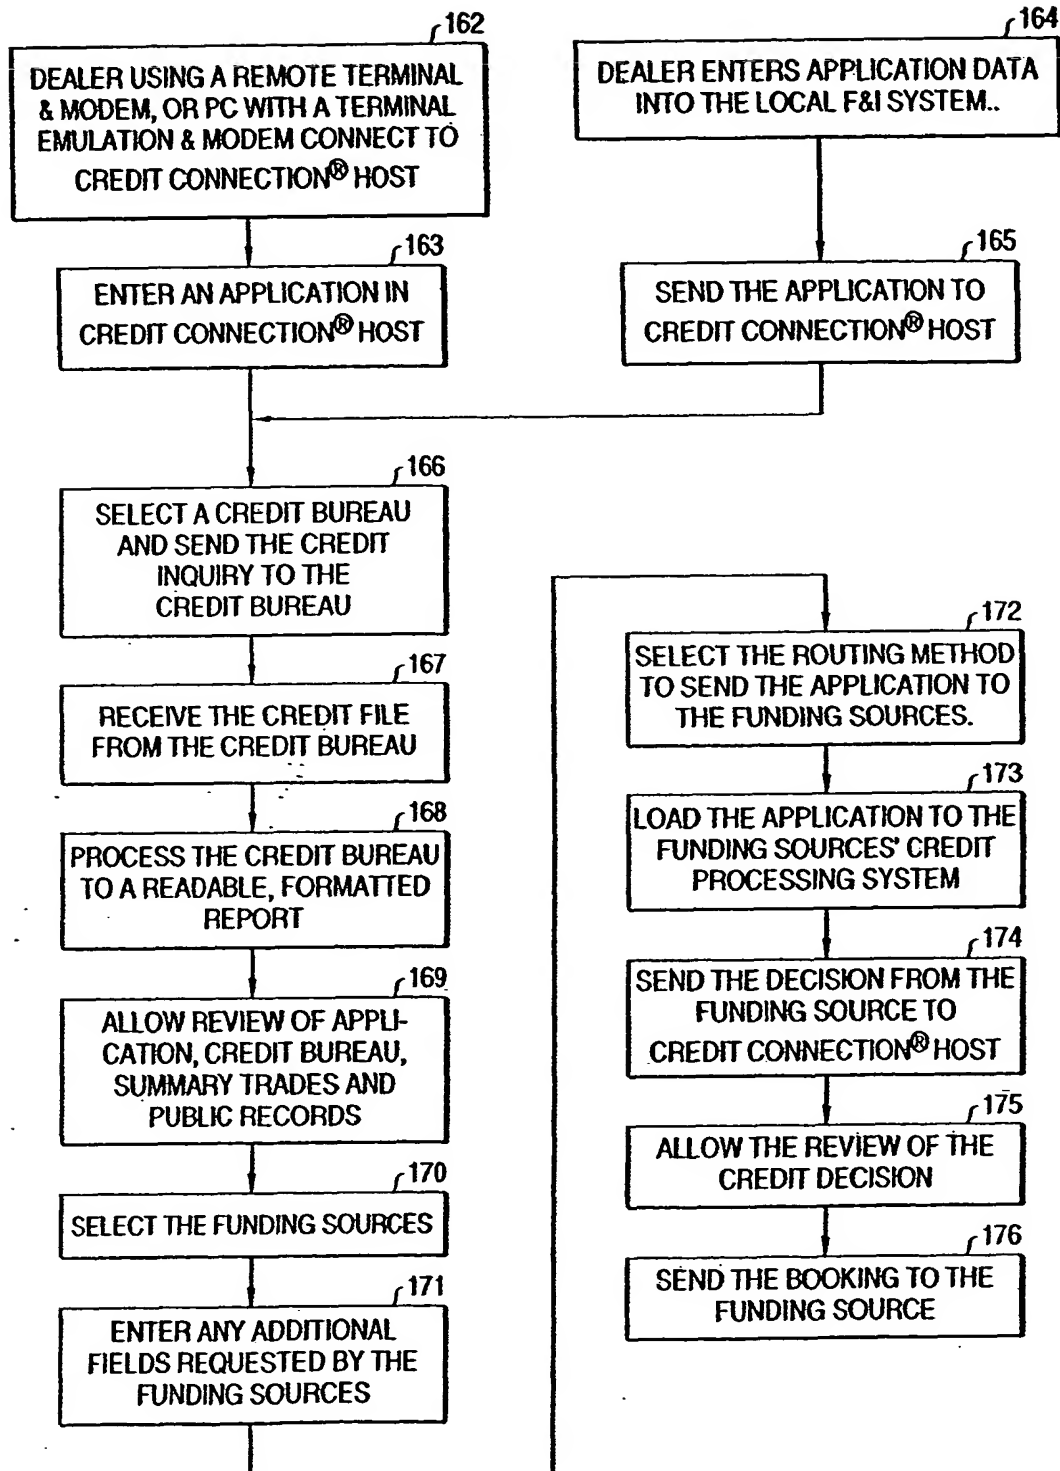 162
DEALER USING A REMOTE TERMINAL
& MODEM, OR PC WITH A TERMINAL
EMULATION & MODEM CONNECT TO
CREDIT CONNECTION® HOST
164
DEALER ENTERS APPLICATION DATA
INTO THE LOCAL F&I SYSTEM..
163
ENTER AN APPLICATION IN
CREDIT CONNECTION® HOST
165
SEND THE APPLICATION TO
CREDIT CONNECTION® HOST
166
SELECT A CREDIT BUREAU
AND SEND THE CREDIT
INQUIRY TO THE
CREDIT BUREAU
167
RECEIVE THE CREDIT FILE
FROM THE CREDIT BUREAU
168
PROCESS THE CREDIT BUREAU
TO A READABLE, FORMATTED
REPORT
169
ALLOW REVIEW OF APPLI-
CATION, CREDIT BUREAU,
SUMMARY TRADES AND
PUBLIC RECORDS
170
SELECT THE FUNDING SOURCES
171
ENTER ANY ADDITIONAL
FIELDS REQUESTED BY THE
FUNDING SOURCES
172
SELECT THE ROUTING METHOD
TO SEND THE APPLICATION TO
THE FUNDING SOURCES.
173
LOAD THE APPLICATION TO THE
FUNDING SOURCES' CREDIT
PROCESSING SYSTEM
174
SEND THE DECISION FROM THE
FUNDING SOURCE TO
CREDIT CONNECTION® HOST
175
ALLOW THE REVIEW OF THE
CREDIT DECISION
176
SEND THE BOOKING TO THE
FUNDING SOURCE